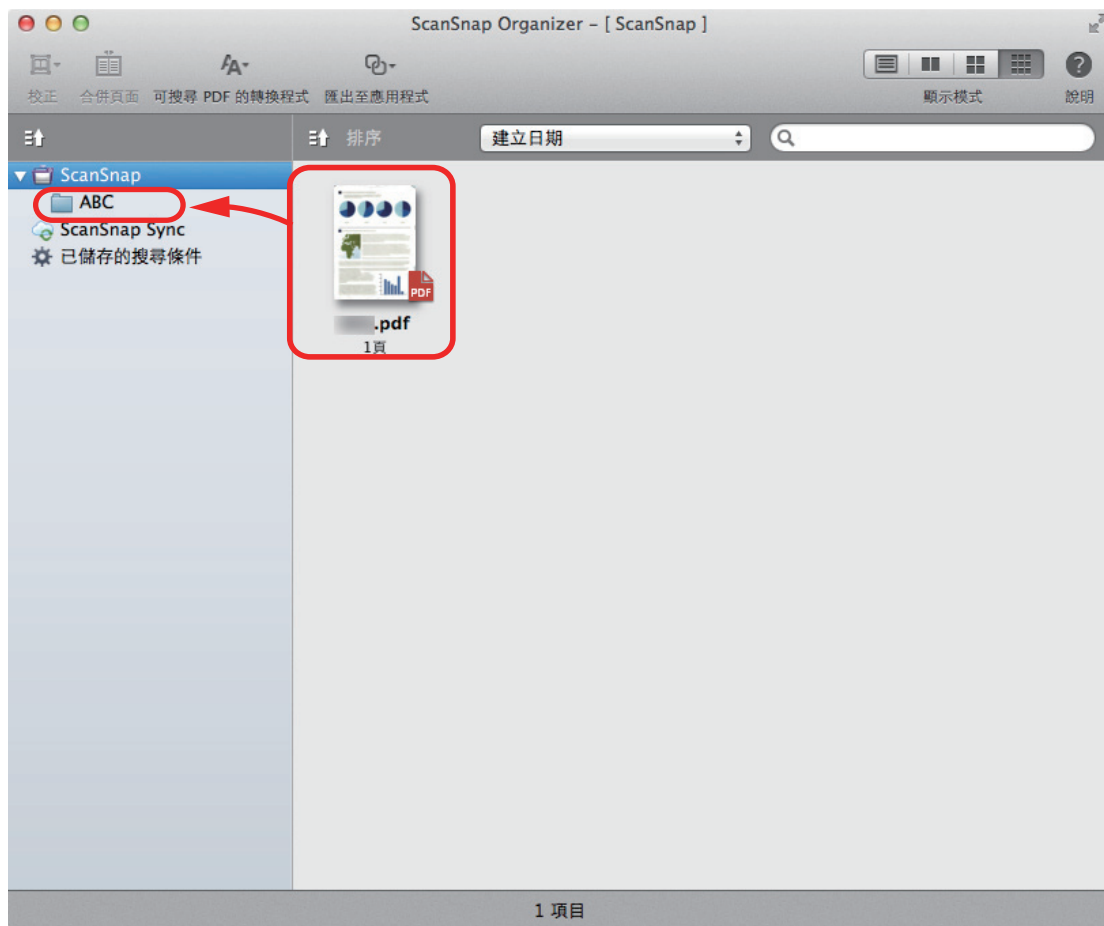 ScanSnap Organizer – [ ScanSnap ]
校正 合併頁面 可搜尋 PDF 的轉換程式 匯出至應用程式 顯示模式 說明
排序 建立日期
ScanSnap
ABC
ScanSnap Sync
已儲存的搜尋條件
PDF
.pdf
1頁
1 項目